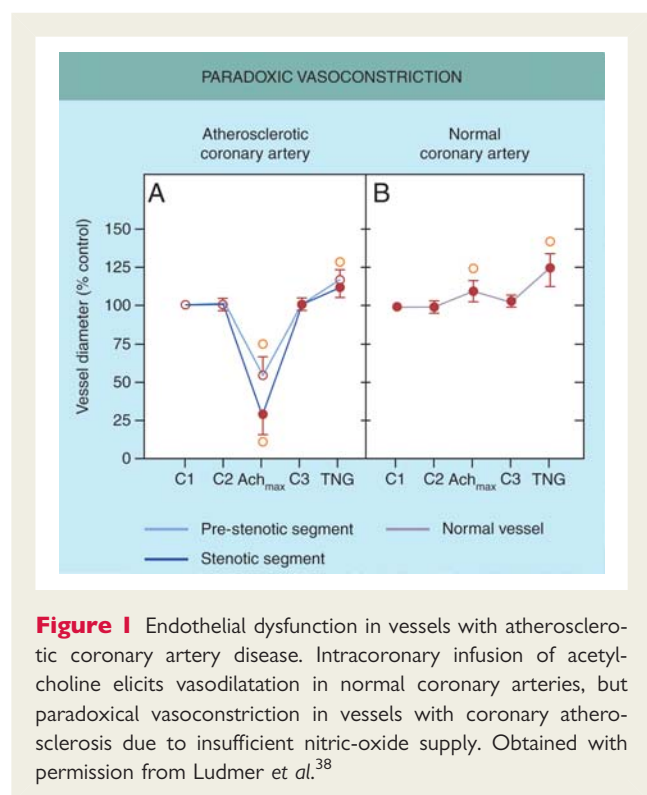 PARADOXIC VASOCONSTRICTION
Atherosclerotic
coronary artery
Normal
coronary artery
A
B
Vessel diameter (% control)
150
125
100
75
50
25
0
C1 C2 Achmax C3 TNG
C1 C2 Achmax C3 TNG
Pre-stenotic segment
Normal vessel
Stenotic segment
Figure 1 Endothelial dysfunction in vessels with atherosclero-
tic coronary artery disease. Intracoronary infusion of acetyl-
choline elicits vasodilatation in normal coronary arteries, but
paradoxical vasoconstriction in vessels with coronary athero-
sclerosis due to insufficient nitric-oxide supply. Obtained with
permission from Ludmer et al.38